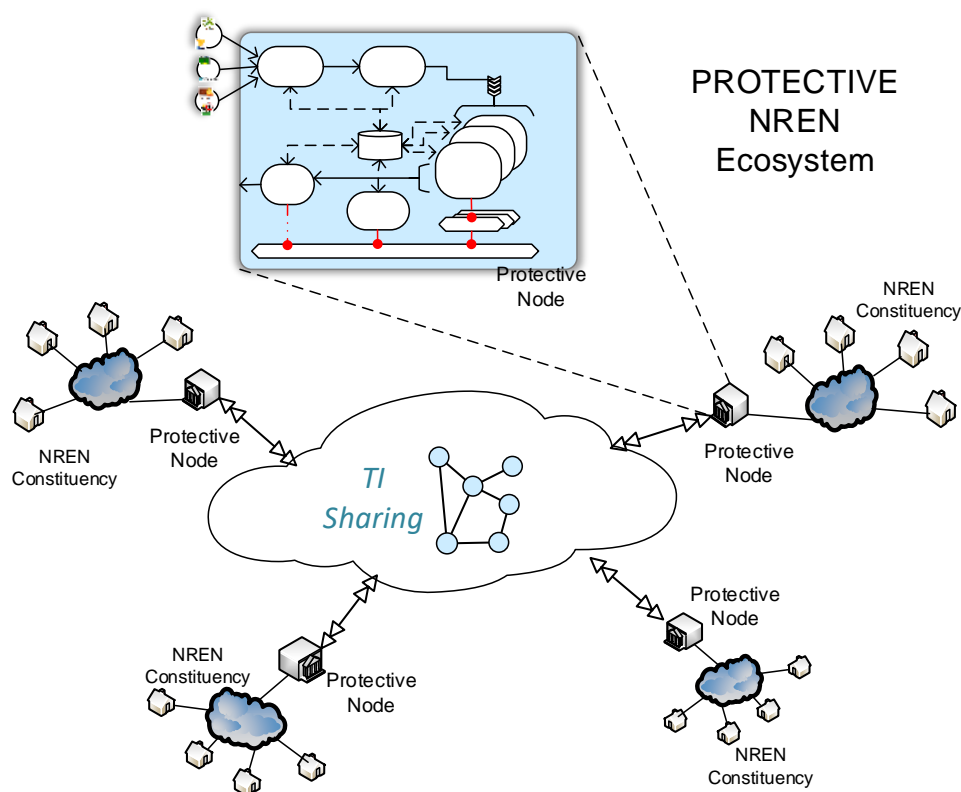 PROTECTIVE
NREN
Ecosystem
Protective
Node
NREN
Constituency
Protective
Node
NREN
Constituency
Protective
Node
TI
Sharing
Protective
Node
NREN
Constituency
Protective
Node
NREN
Constituency